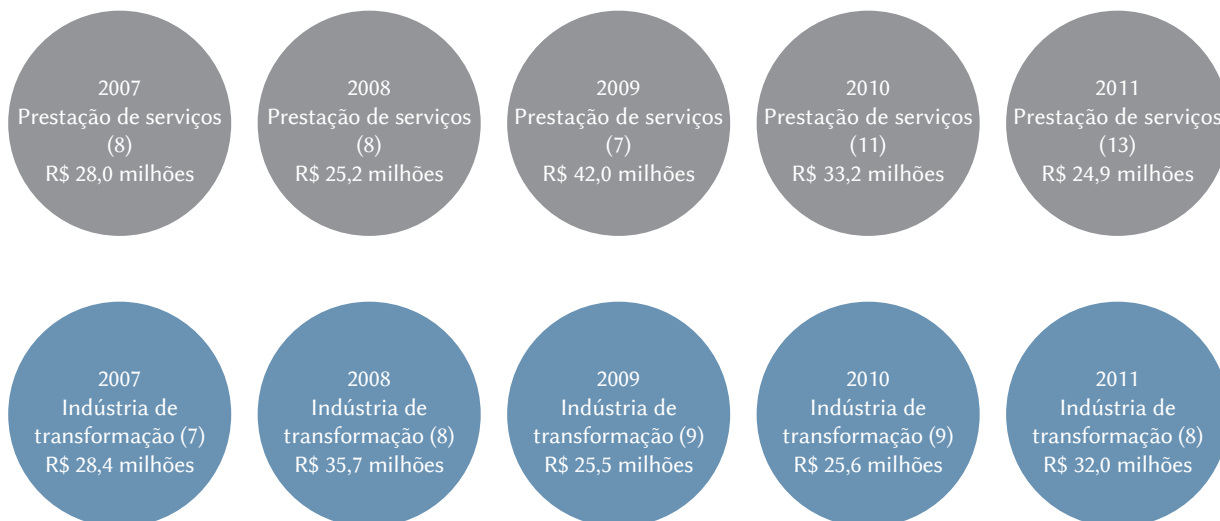 2007
Prestação de serviços
(8)
R$ 28,0 milhões
2008
Prestação de serviços
(8)
R$ 25,2 milhões
2009
Prestação de serviços
(7)
R$ 42,0 milhões
2010
Prestação de serviços
(11)
R$ 33,2 milhões
2011
Prestação de serviços
(13)
R$ 24,9 milhões
2007
Indústria de
transformação (7)
R$ 28,4 milhões
2008
Indústria de
transformação (8)
R$ 35,7 milhões
2009
Indústria de
transformação (9)
R$ 25,5 milhões
2010
Indústria de
transformação (9)
R$ 25,6 milhões
2011
Indústria de
transformação (8)
R$ 32,0 milhões